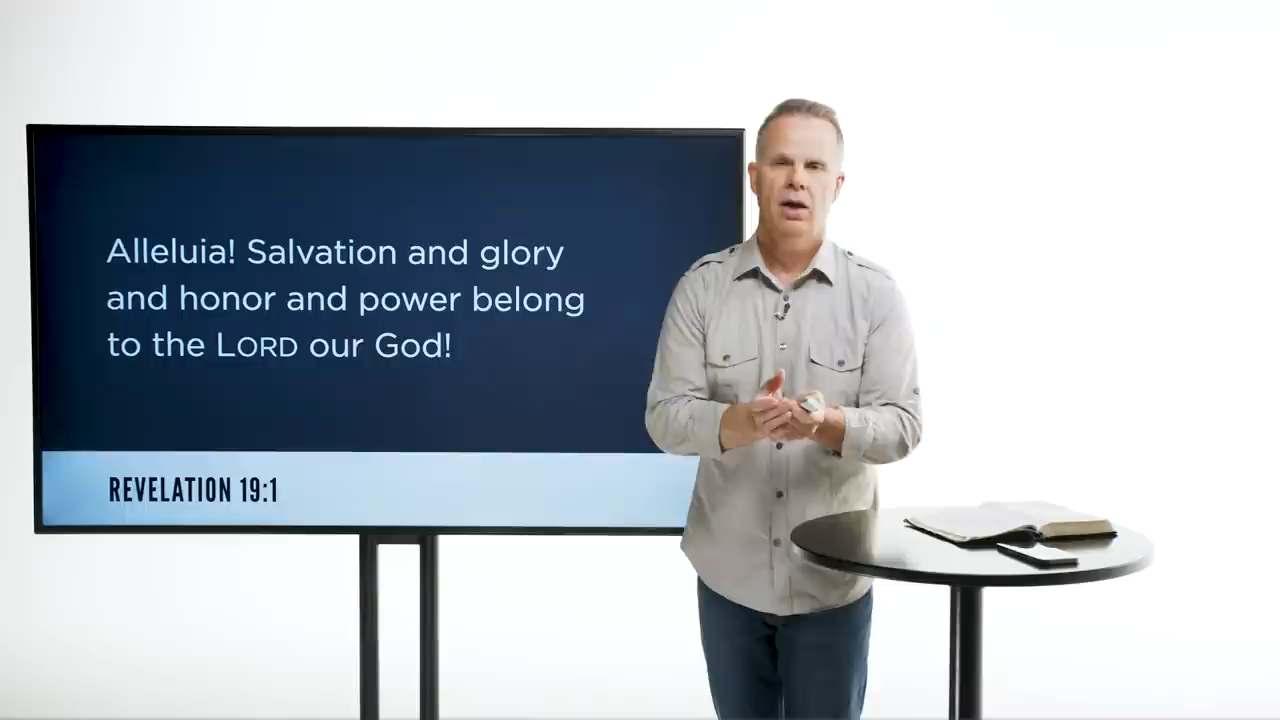 Alleluia! Salvation and glory
and honor and power belong
to the LORD our God!
REVELATION 19:1